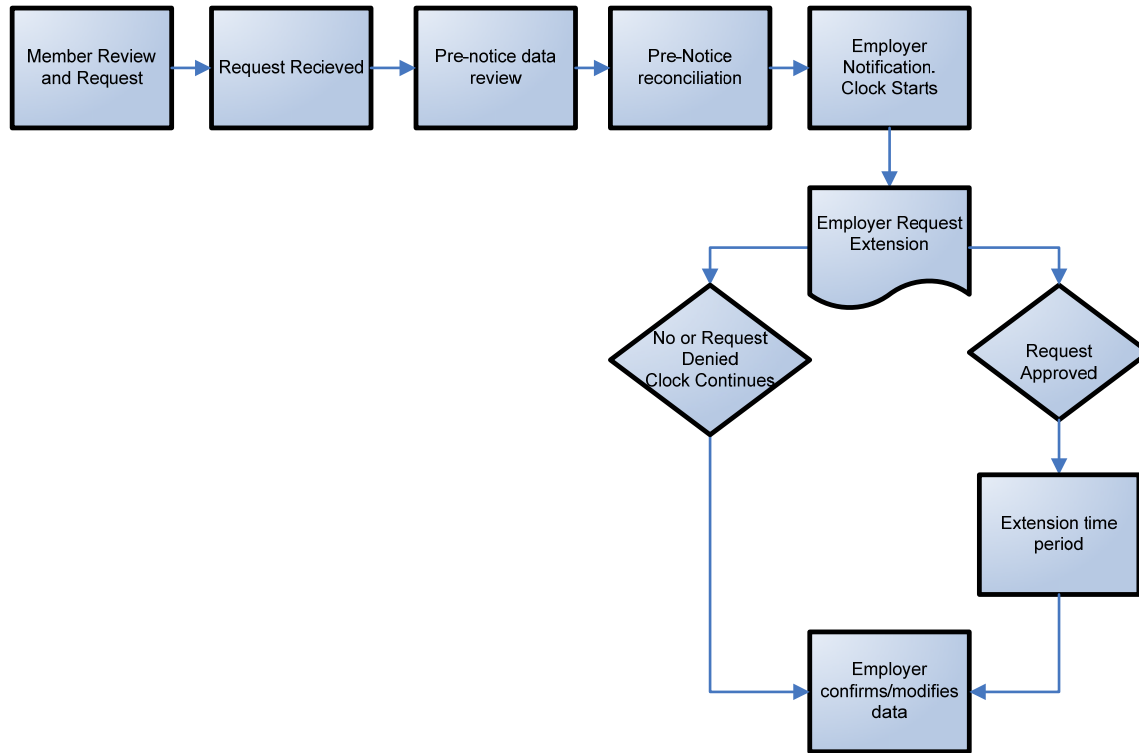 Member Review
and Request
Request Recieved
Pre-notice data
review
Pre-Notice
reconciliation
Employer
Notification.
Clock Starts
Employer Request
Extension
No or Request
Denied
Clock Continues
Request
Approved
Extension time
period
Employer
confirms/modifies
data